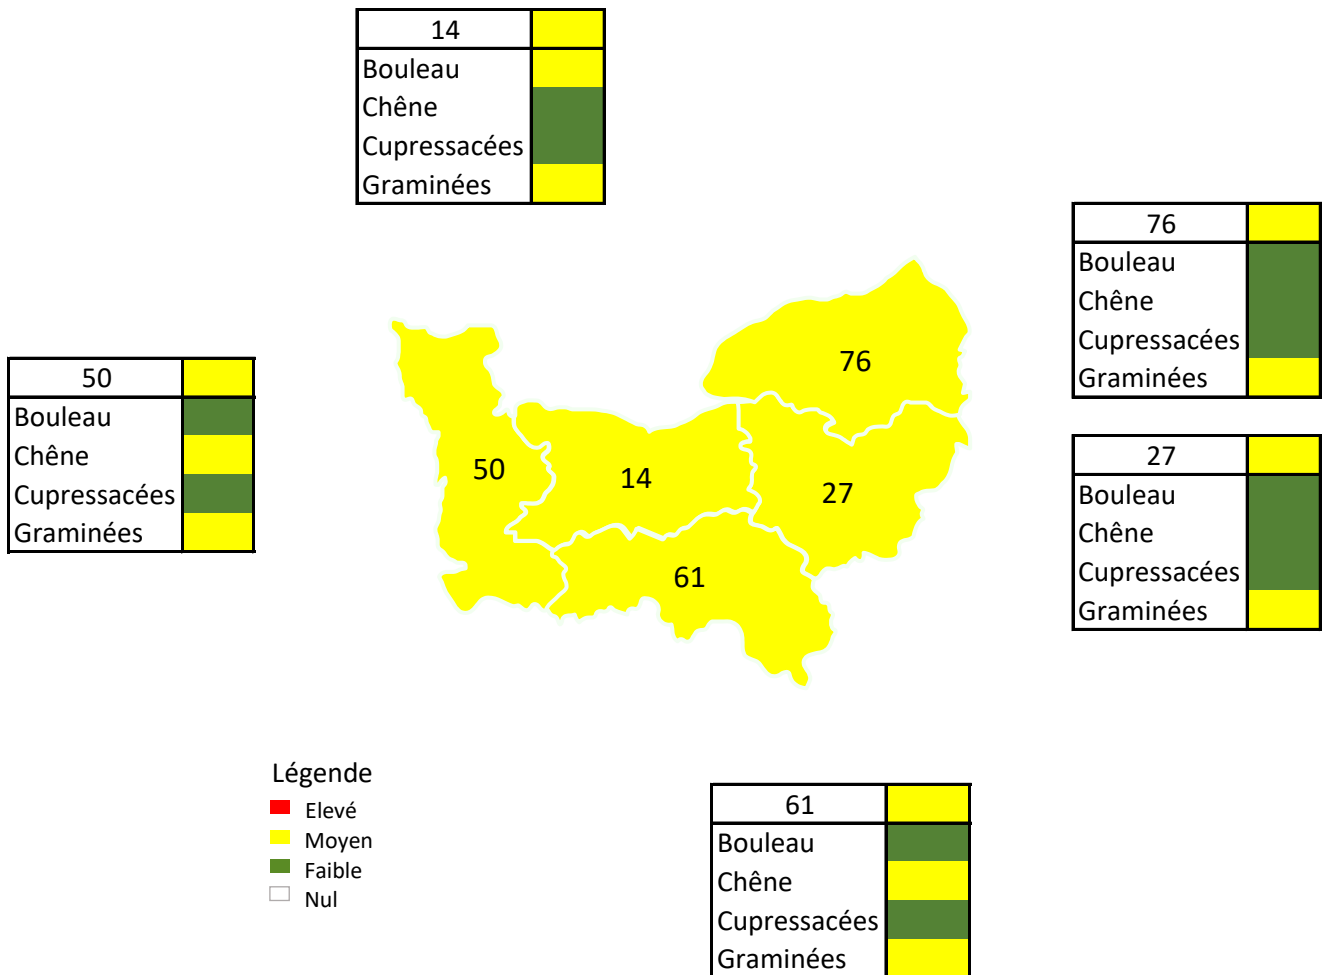 14
Bouleau
Chêne
Cupressacées
Graminées
76
Bouleau
Chêne
Cupressacées
Graminées
50
Bouleau
Chêne
Cupressacées
Graminées
76
50
14
27
61
27
Bouleau
Chêne
Cupressacées
Graminées
Légende
Elevé
Moyen
Faible
Nul
61
Bouleau
Chêne
Cupressacées
Graminées